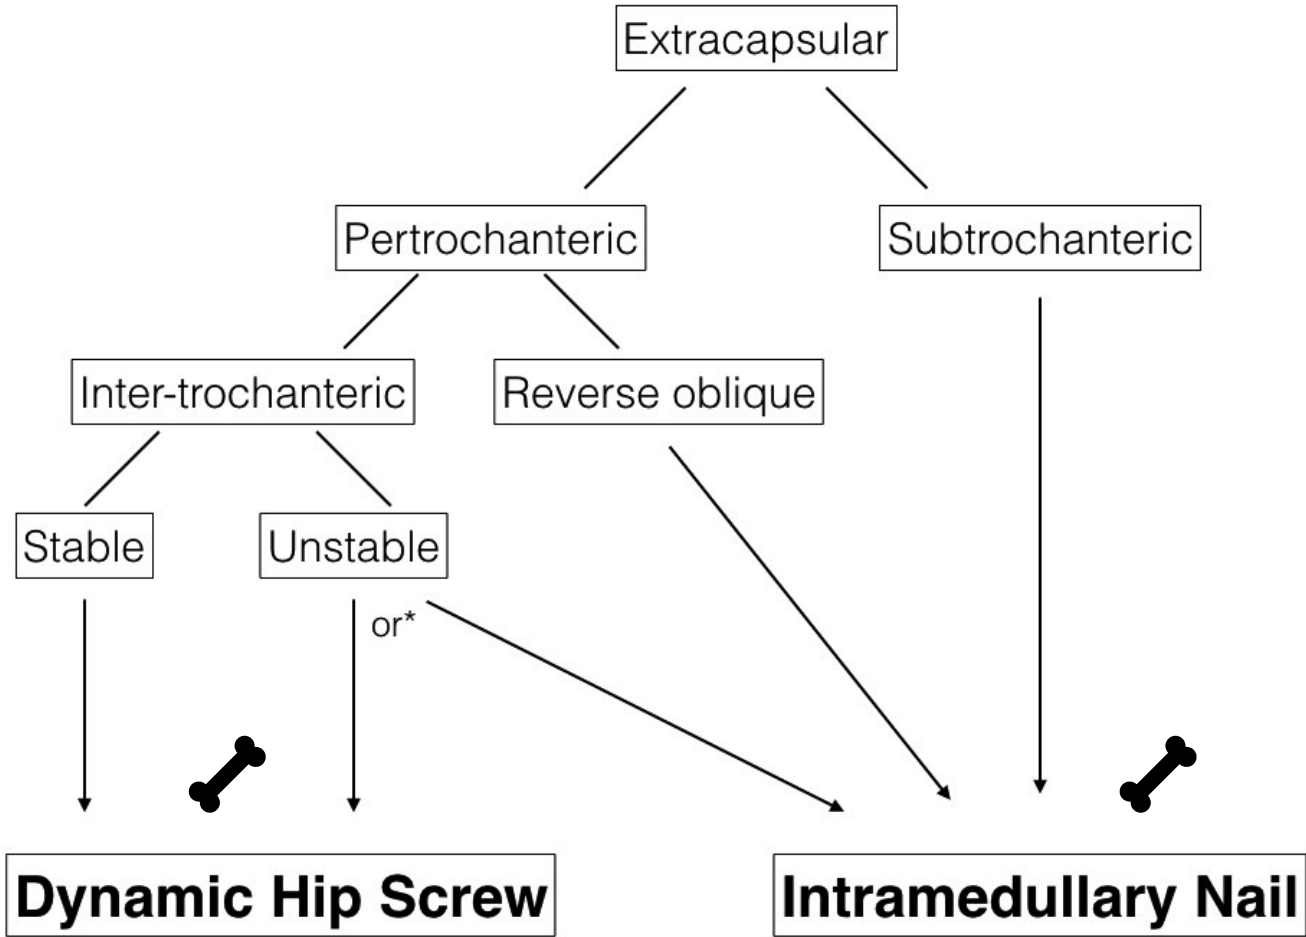 Extracapsular
Pertrochanteric
Subtrochanteric
Inter-trochanteric
Reverse oblique
Stable
Unstable
or*
Dynamic Hip Screw
Intramedullary Nail